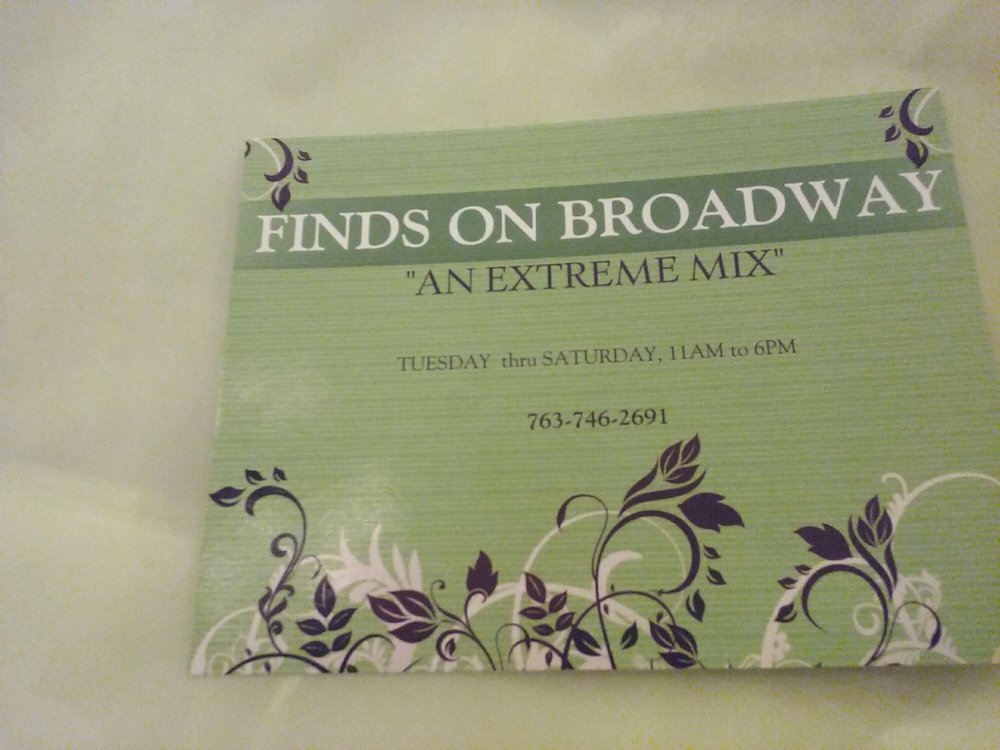 FINDS ON BROADWAY
"AN EXTREME MIX"
TUESDAY thru SATURDAY, 11AM to 6PM
763-746-2691